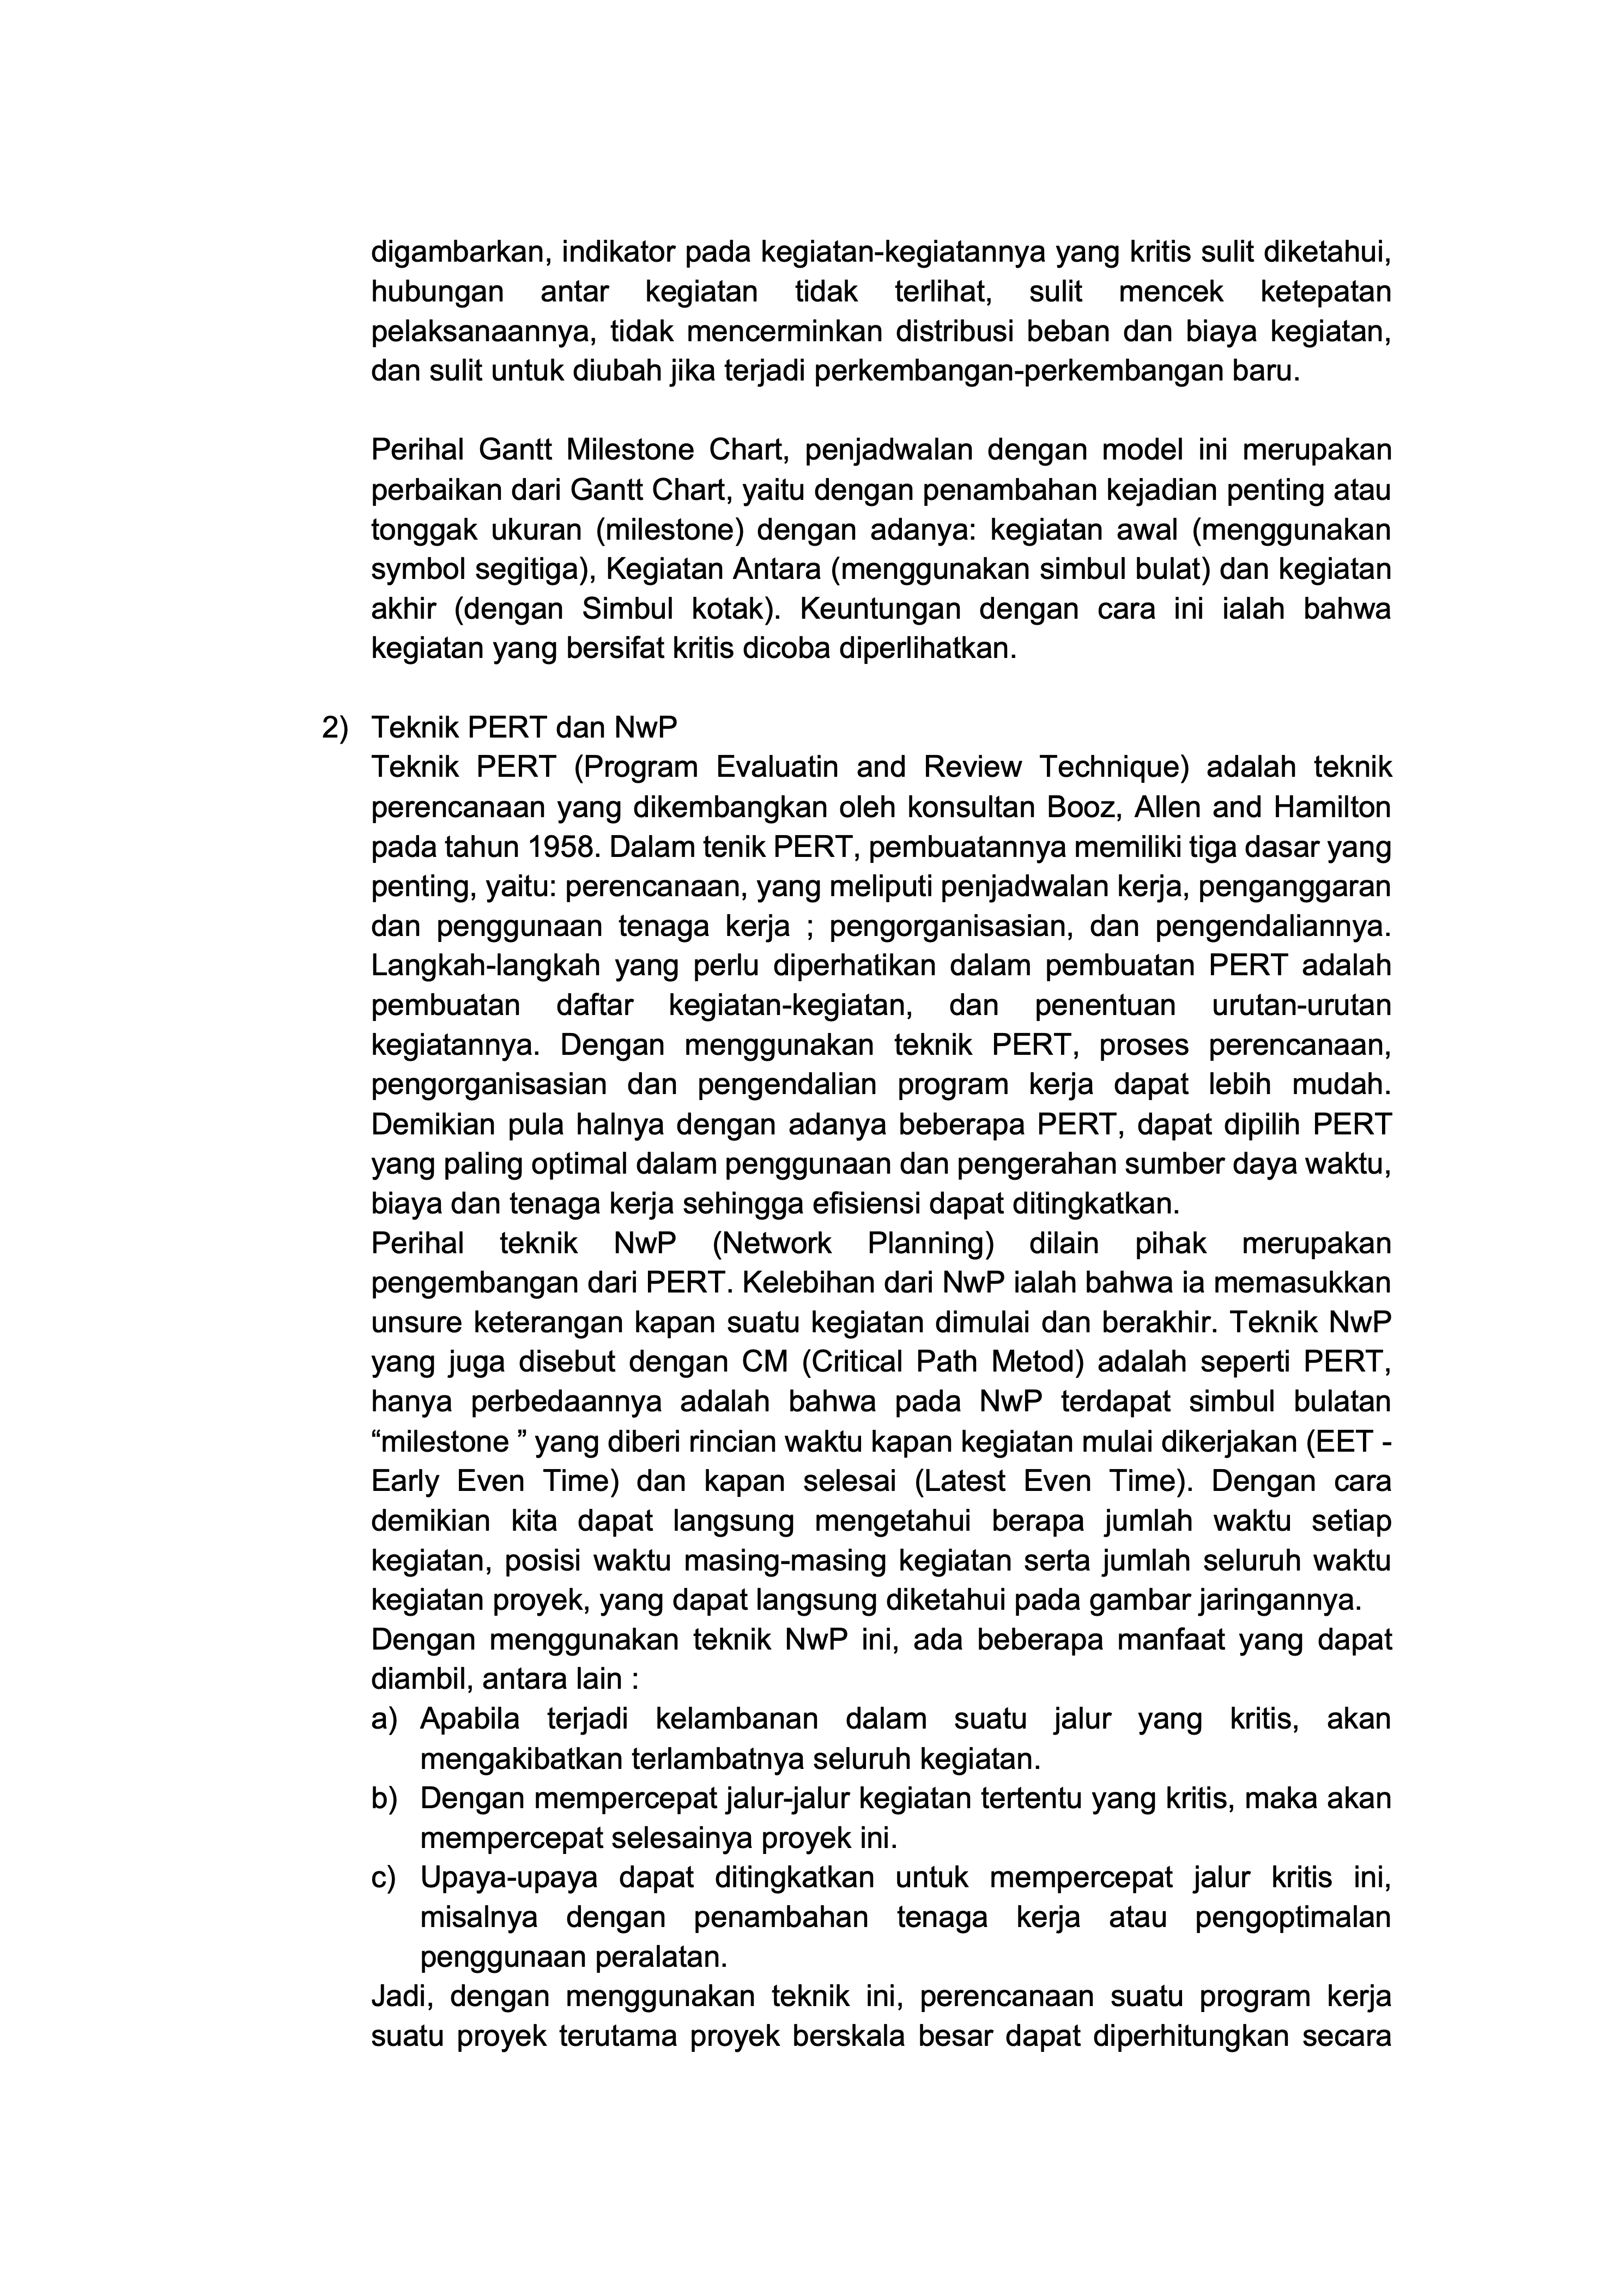 digambarkan, indikator pada kegiatan-kegiatannya yang kritis sulit diketahui,
hubungan antar kegiatan tidak terlihat, sulit mencek ketepatan
pelaksanaannya, tidak mencerminkan distribusi beban dan biaya kegiatan,
dan sulit untuk diubah jika terjadi perkembangan-perkembangan baru.
Perihal Gantt Milestone Chart, penjadwalan dengan model ini merupakan
perbaikan dari Gantt Chart, yaitu dengan penambahan kejadian penting atau
tonggak ukuran (milestone) dengan adanya: kegiatan awal (menggunakan
symbol segitiga), Kegiatan Antara (menggunakan simbul bulat) dan kegiatan
akhir (dengan Simbul kotak). Keuntungan dengan cara ini ialah bahwa
kegiatan yang bersifat kritis dicoba diperlihatkan.
2) Teknik PERT dan NwP
Teknik PERT (Program Evaluatin and Review Technique) adalah teknik
perencanaan yang dikembangkan oleh konsultan Booz, Allen and Hamilton
pada tahun 1958. Dalam tenik PERT, pembuatannya memiliki tiga dasar yang
penting, yaitu: perencanaan, yang meliputi penjadwalan kerja, penganggaran
dan penggunaan tenaga kerja ; pengorganisasian, dan pengendaliannya.
Langkah-langkah yang perlu diperhatikan dalam pembuatan PERT adalah
pembuatan daftar kegiatan-kegiatan, dan penentuan urutan-urutan
kegiatannya. Dengan menggunakan teknik PERT, proses perencanaan,
pengorganisasian dan pengendalian program kerja dapat lebih mudah.
Demikian pula halnya dengan adanya beberapa PERT, dapat dipilih PERT
yang paling optimal dalam penggunaan dan pengerahan sumber daya waktu,
biaya dan tenaga kerja sehingga efisiensi dapat ditingkatkan.
Perihal teknik NwP (Network Planning) dilain pihak merupakan
pengembangan dari PERT. Kelebihan dari NwP ialah bahwa ia memasukkan
unsure keterangan kapan suatu kegiatan dimulai dan berakhir. Teknik NwP
yang juga disebut dengan CM (Critical Path Metod) adalah seperti PERT,
hanya perbedaannya adalah bahwa pada NwP terdapat simbul bulatan
“milestone ” yang diberi rincian waktu kapan kegiatan mulai dikerjakan (EET -
Early Even Time) dan kapan selesai (Latest Even Time). Dengan cara
demikian kita dapat langsung mengetahui berapa jumlah waktu setiap
kegiatan, posisi waktu masing-masing kegiatan serta jumlah seluruh waktu
kegiatan proyek, yang dapat langsung diketahui pada gambar jaringannya.
Dengan menggunakan teknik NwP ini, ada beberapa manfaat yang dapat
diambil, antara lain :
a) Apabila terjadi kelambanan dalam suatu jalur yang kritis, akan
mengakibatkan terlambatnya seluruh kegiatan.
b) Dengan mempercepat jalur-jalur kegiatan tertentu yang kritis, maka akan
mempercepat selesainya proyek ini.
c) Upaya-upaya dapat ditingkatkan untuk mempercepat jalur kritis ini,
misalnya dengan penambahan tenaga kerja atau pengoptimalan
penggunaan peralatan.
Jadi, dengan menggunakan teknik ini, perencanaan suatu program kerja
suatu proyek terutama proyek berskala besar dapat diperhitungkan secara